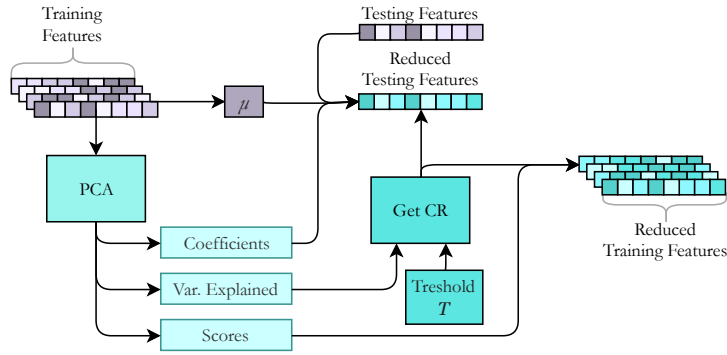 Training
Features
Testing Features
Reduced
Testing Features
μ
PCA
Get CR
Coefficients
Var. Explained
Treshold
T
Scores
Reduced
Training Features